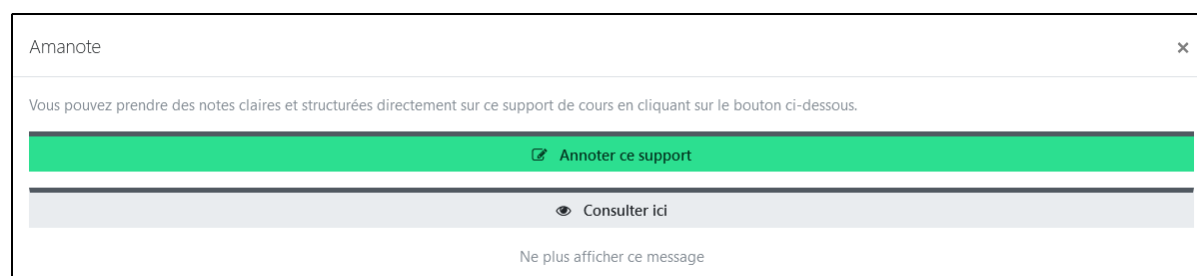 Amanote
Vous pouvez prendre des notes claires et structurées directement sur ce support de cours en cliquant sur le bouton ci-dessous.
Annoter ce support
Consulter ici
Ne plus afficher ce message